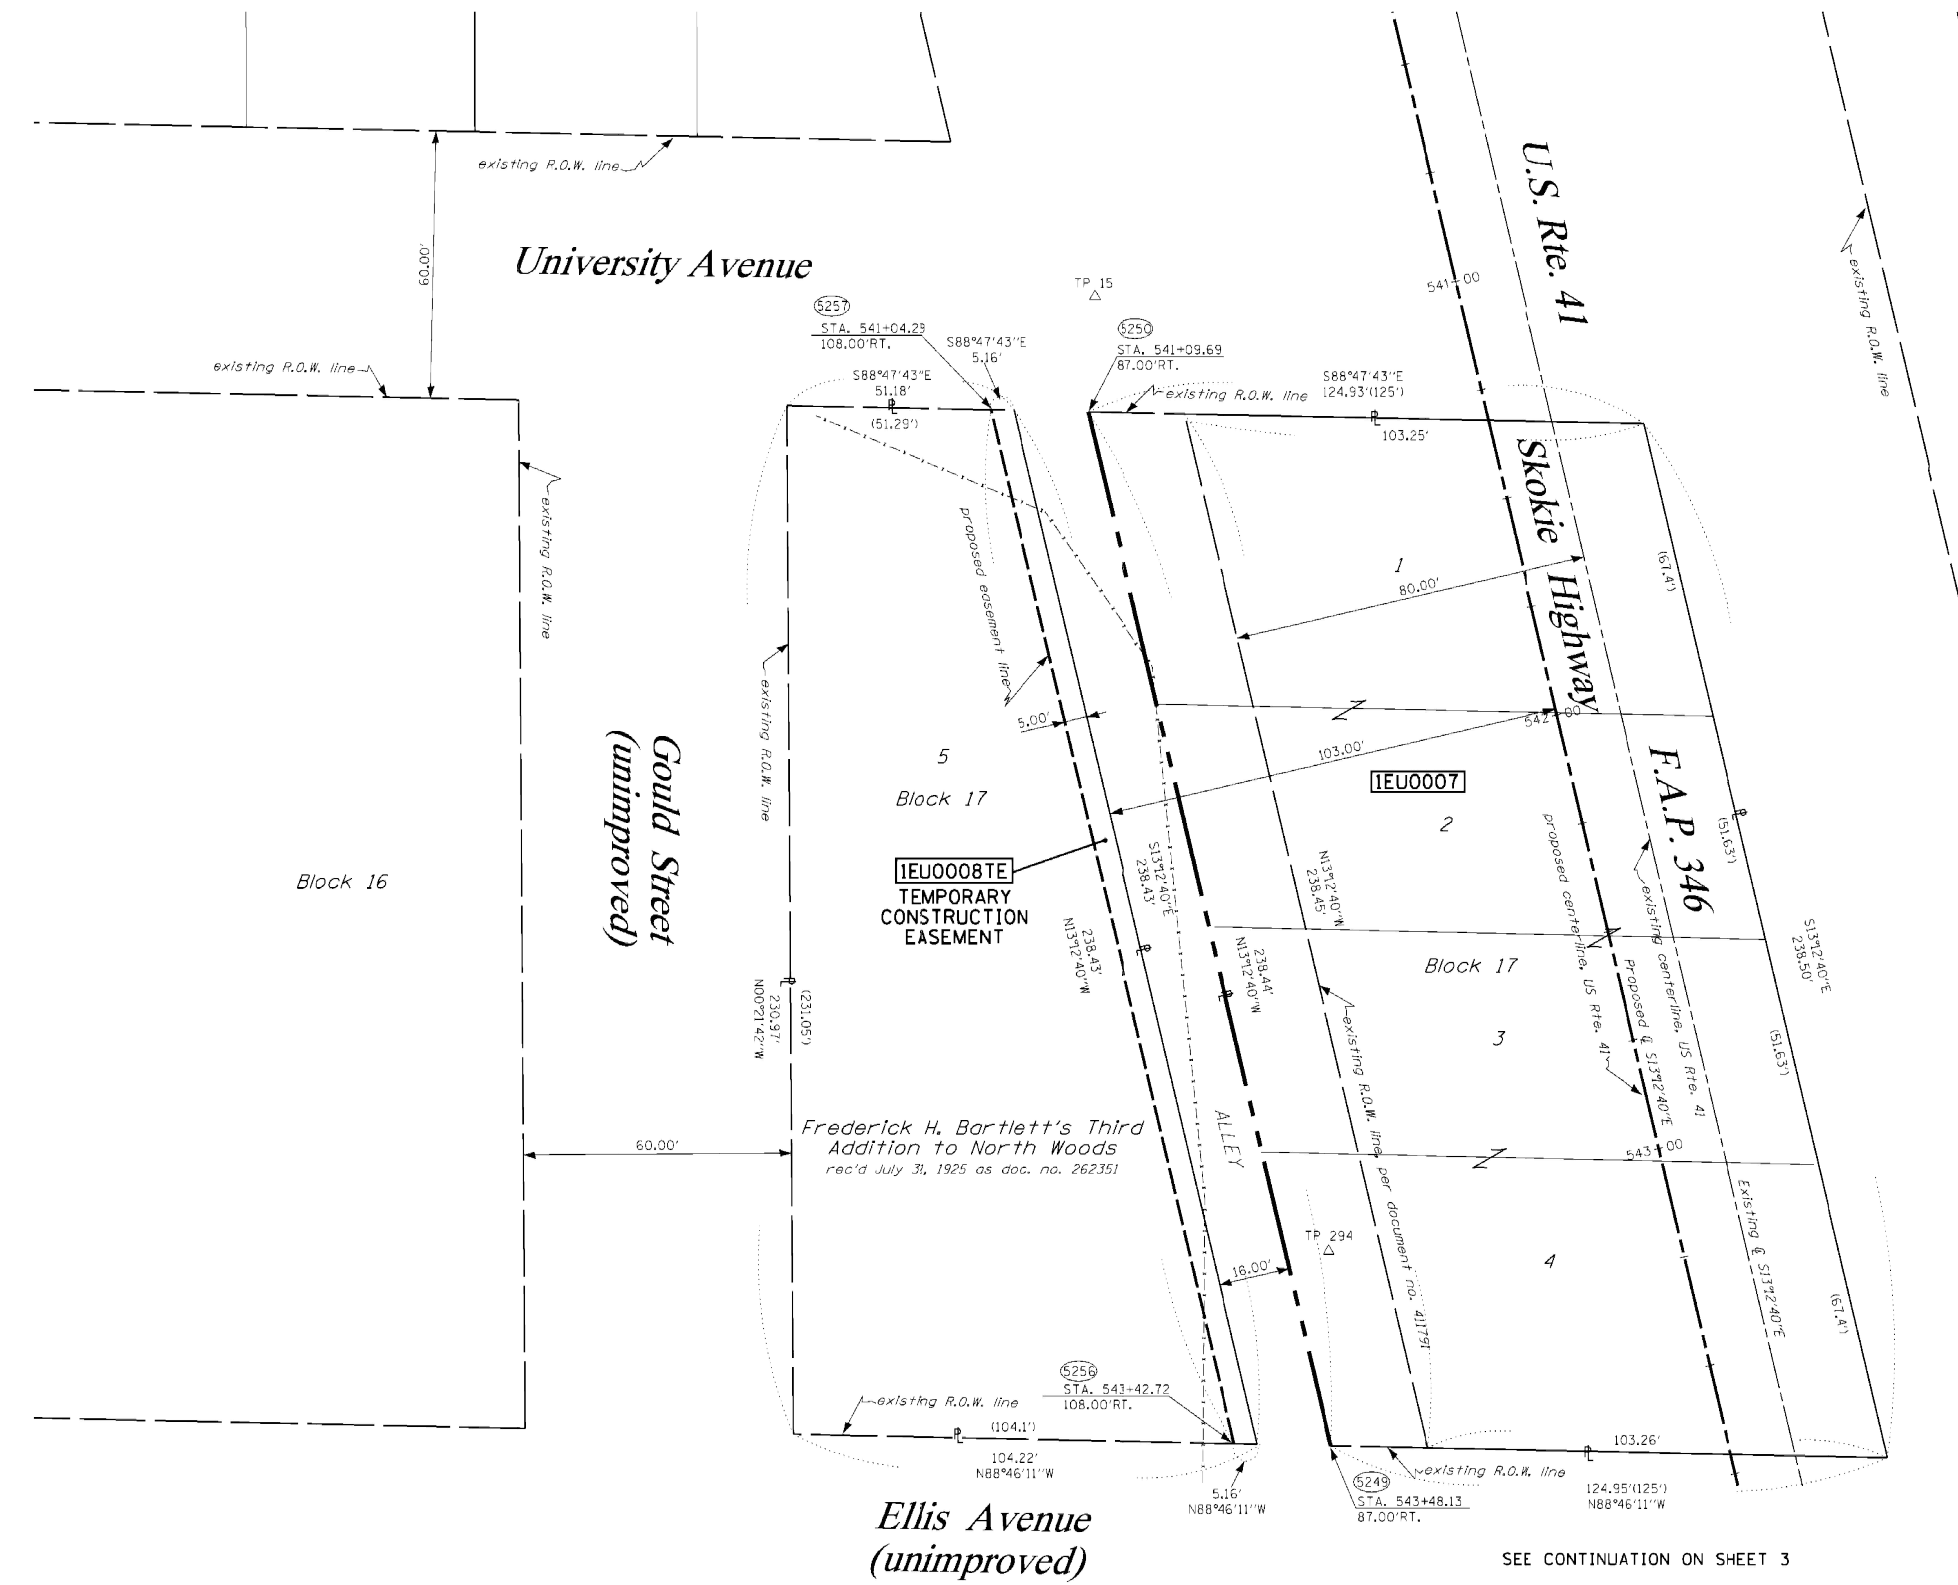 existing R.O.W. line
60.00'
University Avenue
U.S. Rte. 41
existing R.O.W. line
existing R.O.W. line
TP 15
541+00
5257
STA. 541+04.29
108.00'RT.
S88°47'43"E
5.16'
5250
STA. 541+09.69
87.00'RT.
S88°47'43"E
51.18'
(51.29')
existing R.O.W. line
S88°47'43"E
124.93'(125')
103.25'
Skokie Highway
existing R.O.W. line
proposed easement line
1
80.00'
(67.4')
existing R.O.W. line
5.00'
542+00
103.00'
Gould Street
(unimproved)
5
Block 17
1EU0007
2
F.A.P. 346
(51.63')
Block 16
1EU0008TE
TEMPORARY
CONSTRUCTION
EASEMENT
S13°12'40"E
238.43'
N13°12'40"W
238.45'
238.43'
N13°12'40"W
238.44'
N13°12'40"W
Block 17
proposed centerline, US Rte. 41
existing centerline, US Rte. 41
Proposed ℄ S13°12'40"E
S13°12'40"E
238.50'
(231.05')
230.97'
N00°21'42"W
3
(51.63')
existing R.O.W. line, per document no. 411791
60.00'
Frederick H. Bartlett's Third
Addition to North Woods
rec'd July 31, 1925 as doc. no. 262351
ALLEY
543+00
Existing ℄ S13°12'40"E
TP 294
16.00'
4
(67.4')
5256
STA. 543+42.72
108.00'RT.
existing R.O.W. line
(104.1')
104.22'
N88°46'11"W
103.26'
existing R.O.W. line
5.16'
N88°46'11"W
5249
STA. 543+48.13
87.00'RT.
124.95'(125')
N88°46'11"W
Ellis Avenue
(unimproved)
SEE CONTINUATION ON SHEET 3